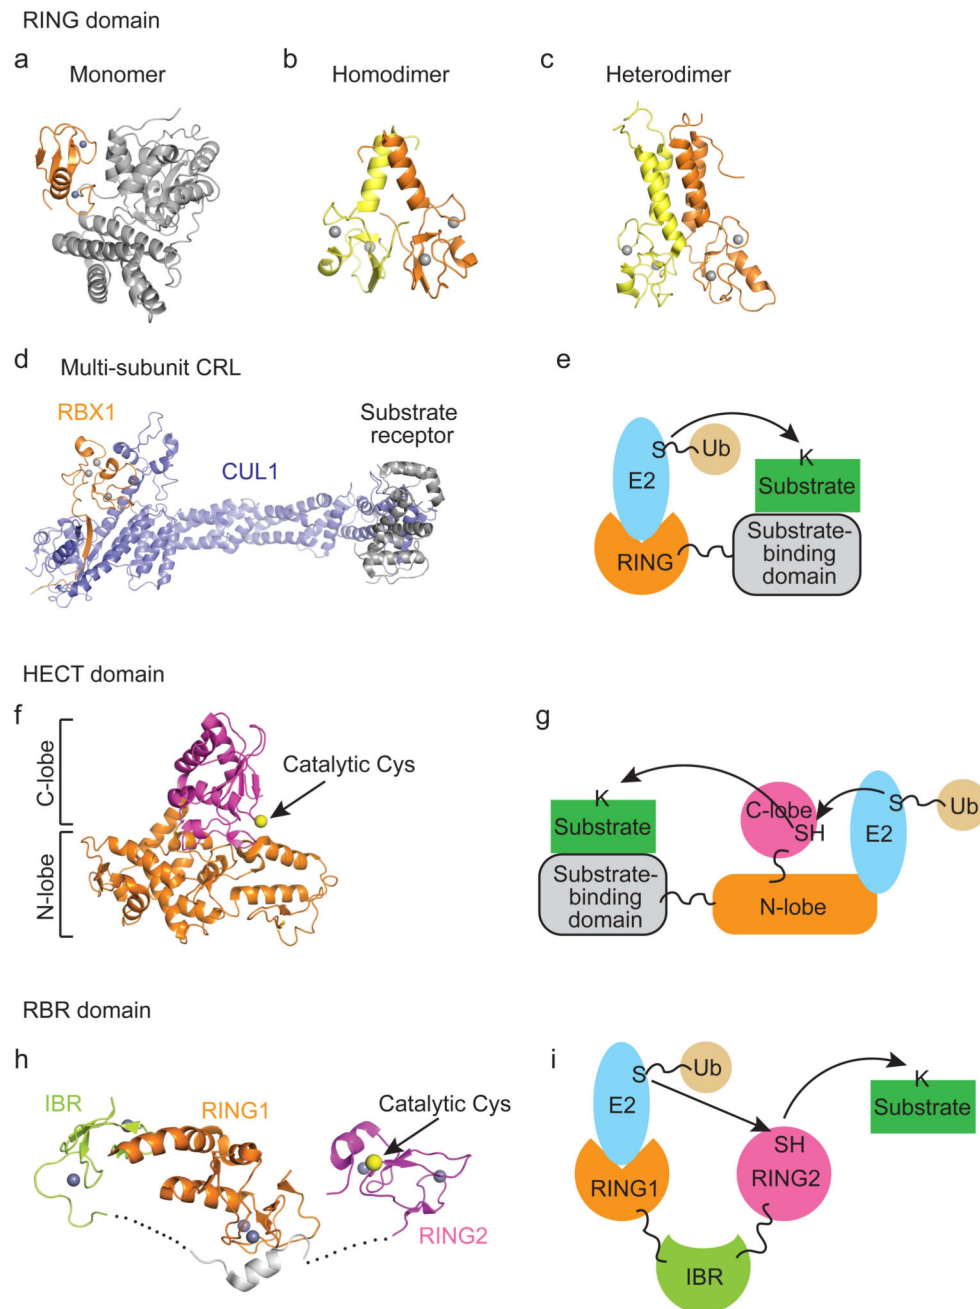 RING domain
a
Monomer
b
Homodimer
c
Heterodimer
d
Multi-subunit CRL
RBX1
CUL1
Substrate
receptor
e
S
Ub
E2
K
Substrate
RING
Substrate-
binding
domain
HECT domain
f
C-lobe
N-lobe
Catalytic Cys
g
K
Substrate
Substrate-
binding
domain
C-lobe
SH
S
E2
Ub
N-lobe
RBR domain
h
IBR
RING1
Catalytic Cys
RING2
i
S
Ub
E2
K
Substrate
SH
RING1
RING2
IBR